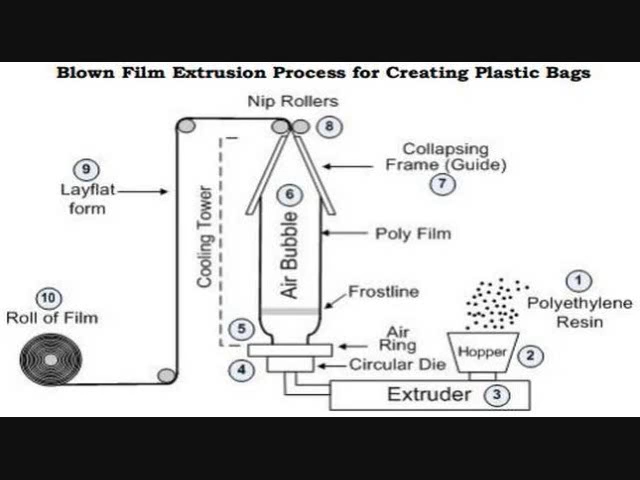 Blown Film Extrusion Process for Creating Plastic Bags
Nip Rollers
8
Collapsing
Frame (Guide)
7
9
Layflat
form
Cooling Tower
6
Air Bubble
Poly Film
Frostline
10
Roll of Film
5
Air
Ring
4
Circular Die
1
Polyethylene
Resin
Hopper
2
Extruder
3